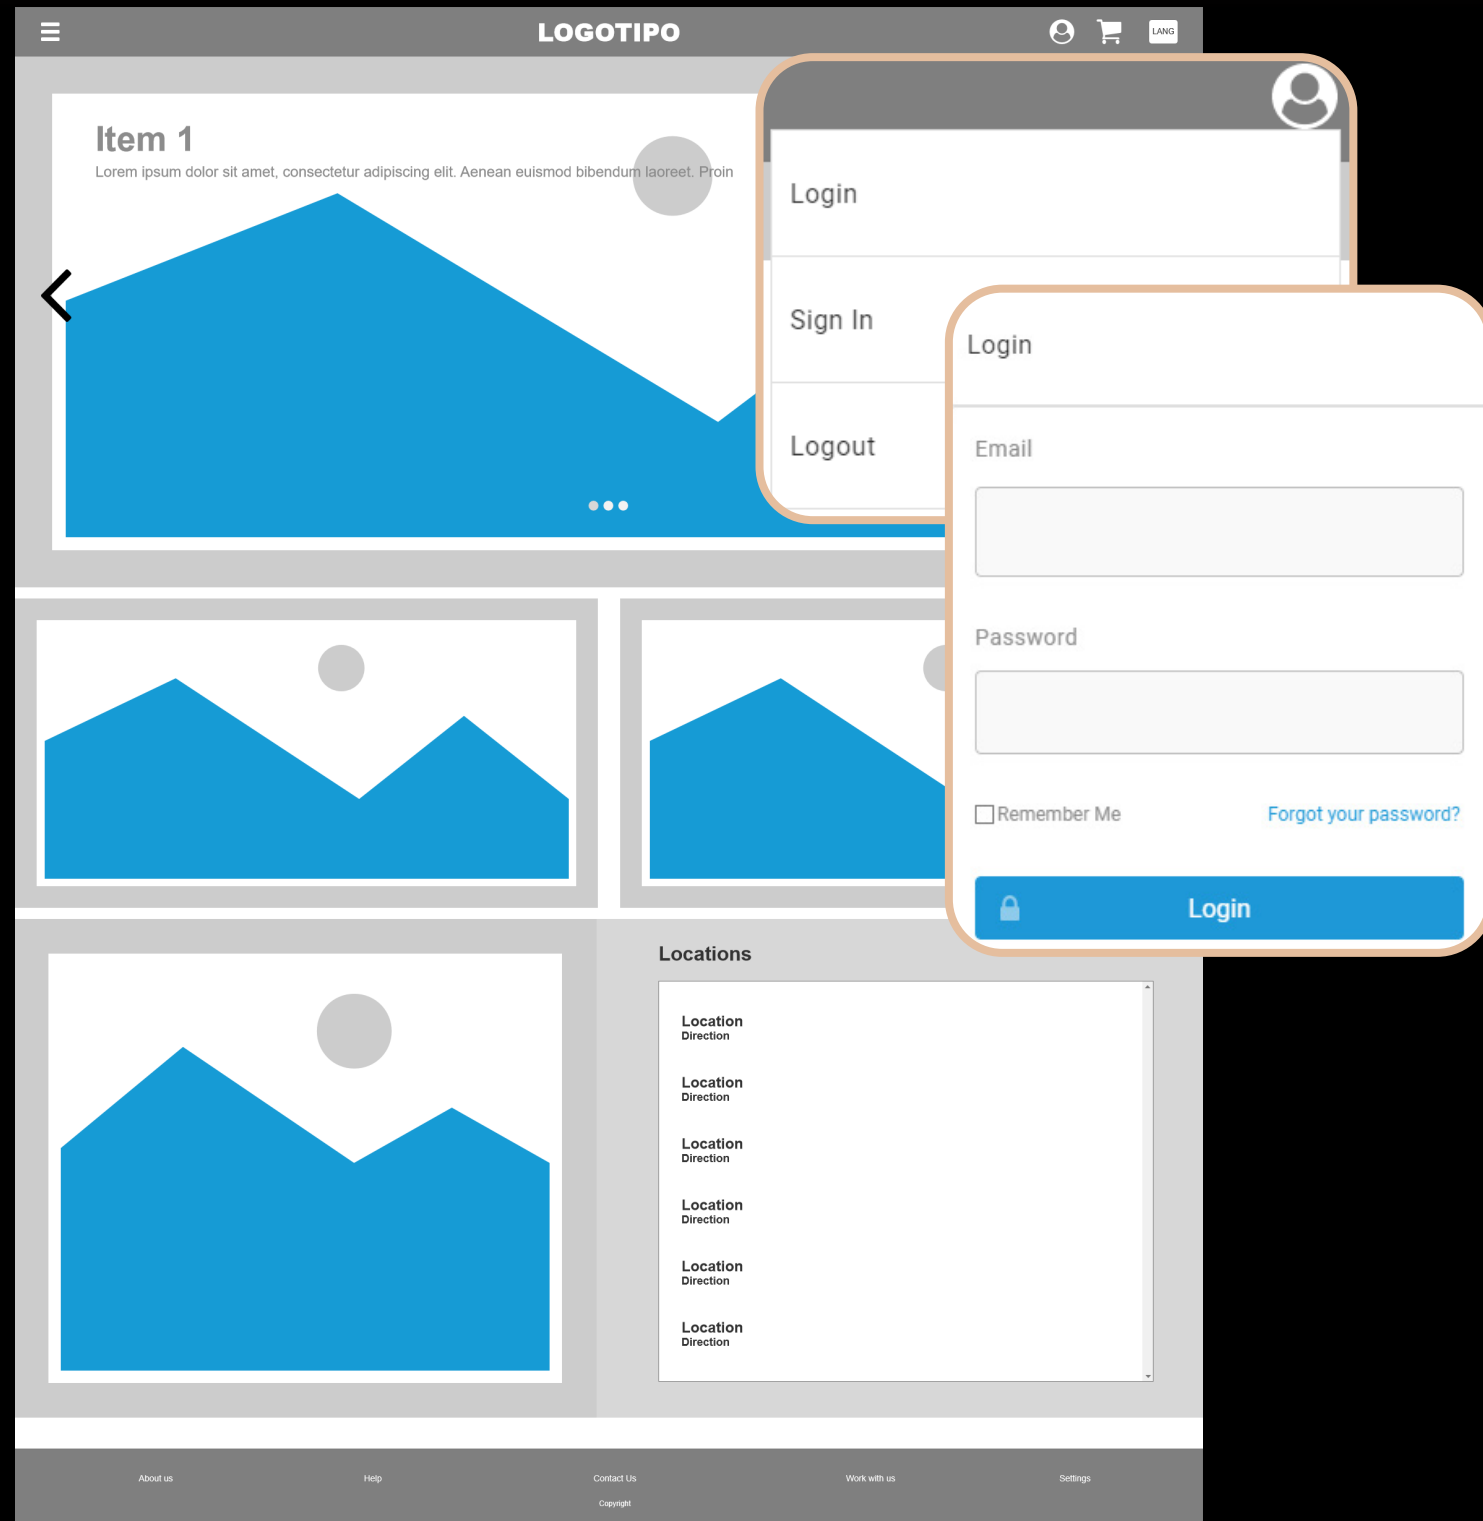 LOGOTIPO
LANG
Item 1
Lorem ipsum dolor sit amet, consectetur adipiscing elit. Aenean euismod bibendum laoreet. Proin
Login
Sign In
Logout
Login
Email
Password
Remember Me
Forgot your password?
Login
Locations
Location
Direction
Location
Direction
Location
Direction
Location
Direction
Location
Direction
Location
Direction
About us
Help
Contact Us
Work with us
Settings
Copyright